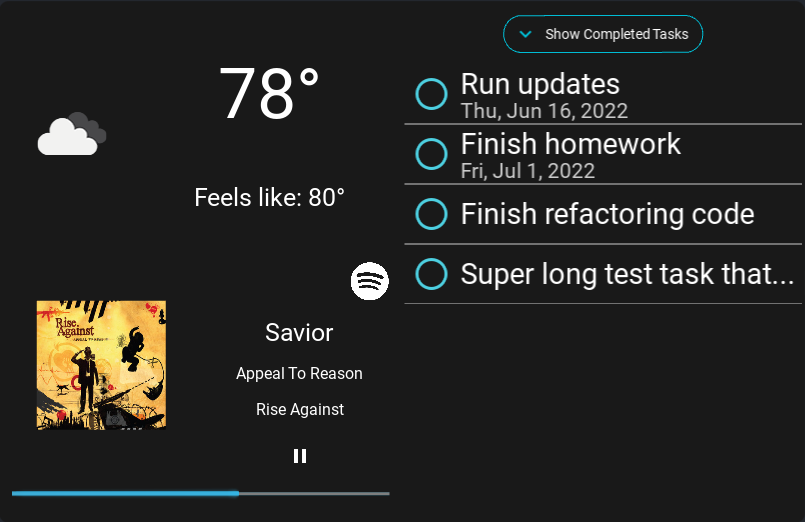 78°
Feels like: 80°
Rise Against
APPEAL TO REASON
Savior
Appeal To Reason
Rise Against
Show Completed Tasks
Run updates
Thu, Jun 16, 2022
Finish homework
Fri, Jul 1, 2022
Finish refactoring code
Super long test task that...